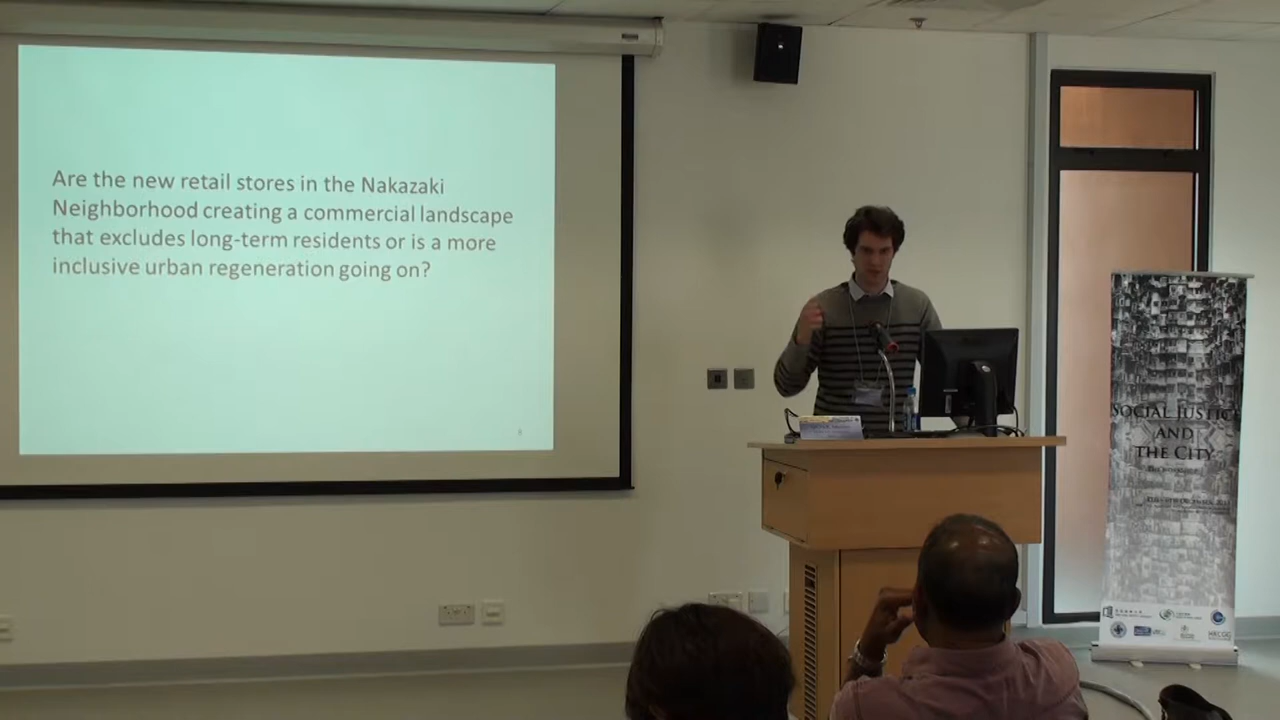 Are the new retail stores in the Nakazaki
Neighborhood creating a commercial landscape
that excludes long-term residents or is a more
inclusive urban regeneration going on?
SOCIAL JUSTIC
AND
THE CITY